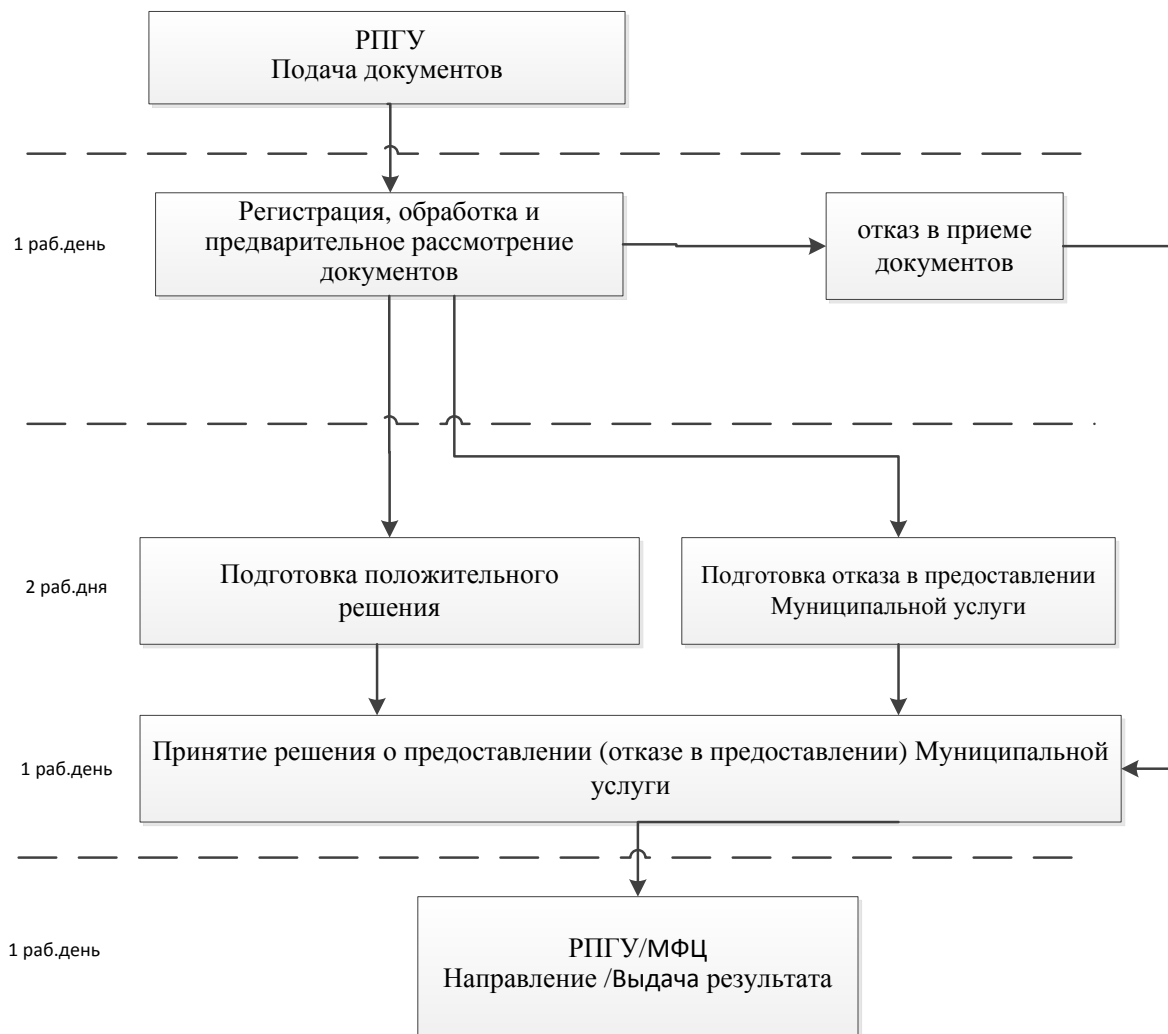 РПГУ
Подача документов
1 раб.день
Регистрация, обработка и
предварительное рассмотрение
документов
отказ в приеме
документов
2 раб.дня
Подготовка положительного
решения
Подготовка отказа в предоставлении
Муниципальной услуги
1 раб.день
Принятие решения о предоставлении (отказе в предоставлении) Муниципальной
услуги
1 раб.день
РПГУ/МФЦ
Направление /Выдача результата